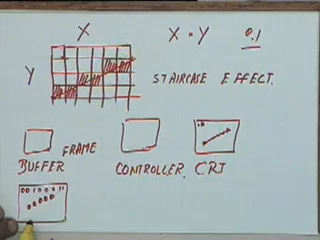 X
X = Y 0.1
Y
STAIRCASE EFFECT.
FRAME
BUFFER CONTROLLER. CRT